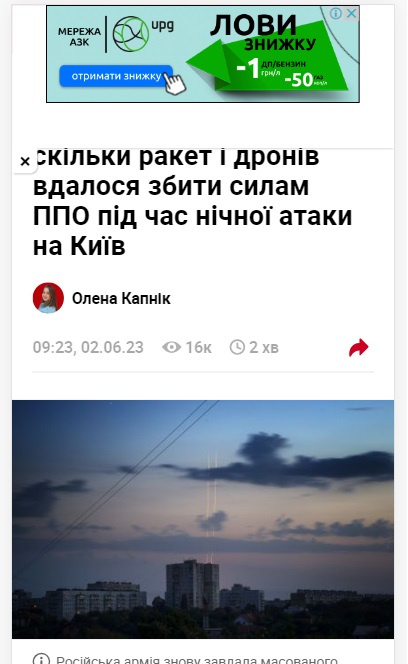 МЕРЕЖА
АЗК
upg
ЛОВИ
ЗНИЖКУ
отримати знижку
-1 грн/л ДП/БЕНЗИН
-50 ГАЗ коп/л
скільки ракет і дронів
вдалося збити силам
ППО під час нічної атаки
на Київ
Олена Капнік
09:23, 02.06.23 16к 2 хв
Російська армія знову завдала масованого